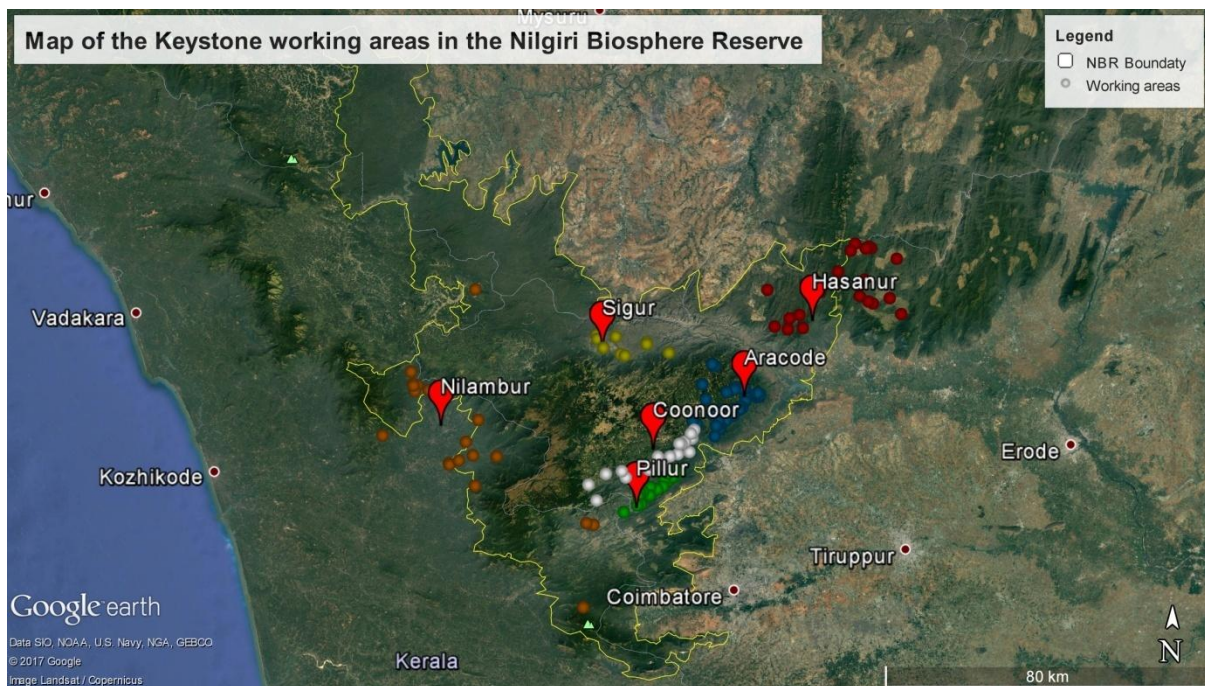 Mysuru
Map of the Keystone working areas in the Nilgiri Biosphere Reserve
Legend
NBR Boundaty
Working areas
nur
Hasanur
Sigur
Vadakara
Aracode
Nilambur
Coonoor
Erode
Kozhikode
Pillur
Tiruppur
Coimbatore
Google earth
Data SIO, NOAA, U.S. Navy, NGA, GEBCO
© 2017 Google
Image Landsat / Copernicus
Kerala
N
80 km